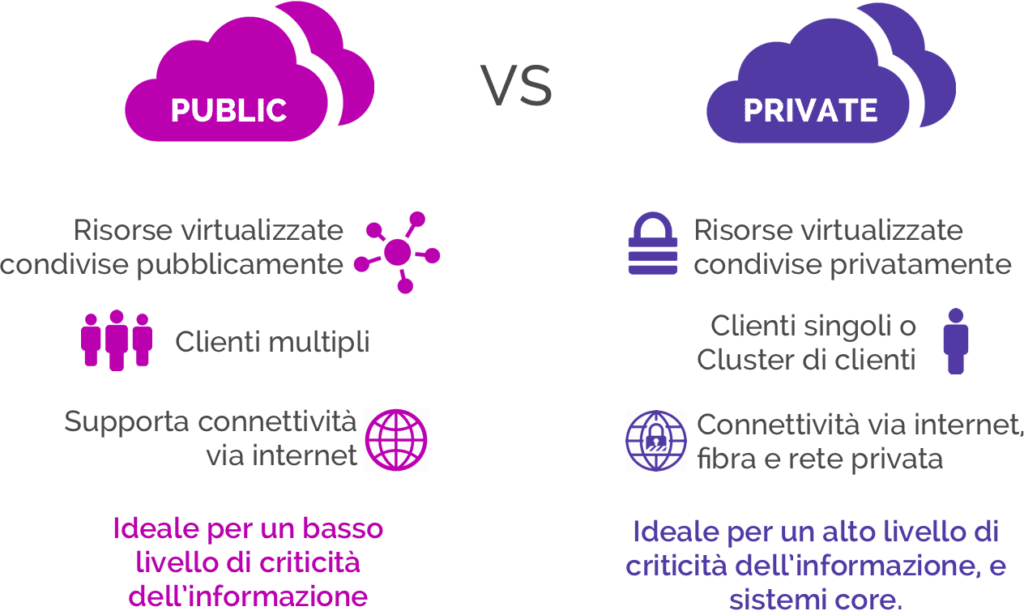 PUBLIC
VS
PRIVATE
Risorse virtualizzate
condivise pubblicamente
Clienti multipli
Supporta connettività
via internet
Ideale per un basso
livello di criticità
dell'informazione
Risorse virtualizzate
condivise privatamente
Clienti singoli o
Cluster di clienti
Connettività via internet,
fibra e rete privata
Ideale per un alto livello di
criticità dell'informazione, e
sistemi core.